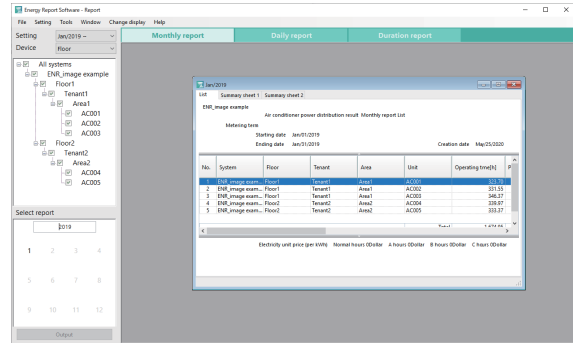 Energy Report Software - Report
File Setting Tools Window Change display Help
Setting Jan/2019 ~
Device Floor
Monthly report Daily report Duration report
All systems
ENR_image example
Floor1
Tenant1
Area1
AC001
AC002
AC003
Floor2
Tenant2
Area2
AC004
AC005
Select report
2019
1 2 3 4
5 6 7 8
9 10 11 12
Output
Jan/2019
List Summary sheet 1 Summary sheet 2
ENR_image example
Air conditioner power distribution result Monthly report List
Metering term
Starting date Jan/01/2019
Ending date Jan/31/2019 Creation date May/25/2020
No. System Floor Tenant Area Unit Operating time[h] P
1 ENR_image exam... Floor1 Tenant1 Area1 AC001 323.70
2 ENR_image exam... Floor1 Tenant1 Area1 AC002 331.55
3 ENR_image exam... Floor1 Tenant1 Area1 AC003 346.37
4 ENR_image exam... Floor2 Tenant2 Area2 AC004 339.97
5 ENR_image exam... Floor2 Tenant2 Area2 AC005 333.37
Total
Electricity unit price (per kWh) Normal hours 0Dollar A hours 0Dollar B hours 0Dollar C hours 0Dollar